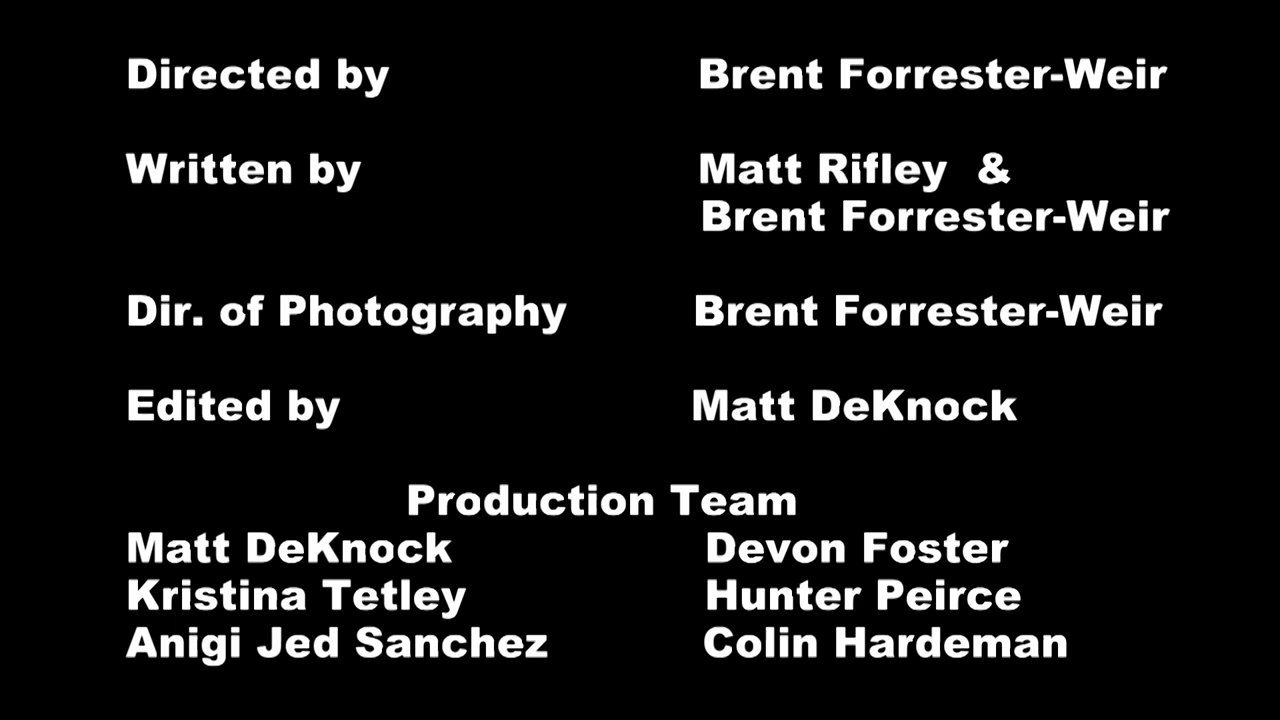 Directed by Brent Forrester-Weir
Written by Matt Rifley &
Brent Forrester-Weir
Dir. of Photography Brent Forrester-Weir
Edited by Matt DeKnock
Production Team
Matt DeKnock Devon Foster
Kristina Tetley Hunter Peirce
Anigi Jed Sanchez Colin Hardeman